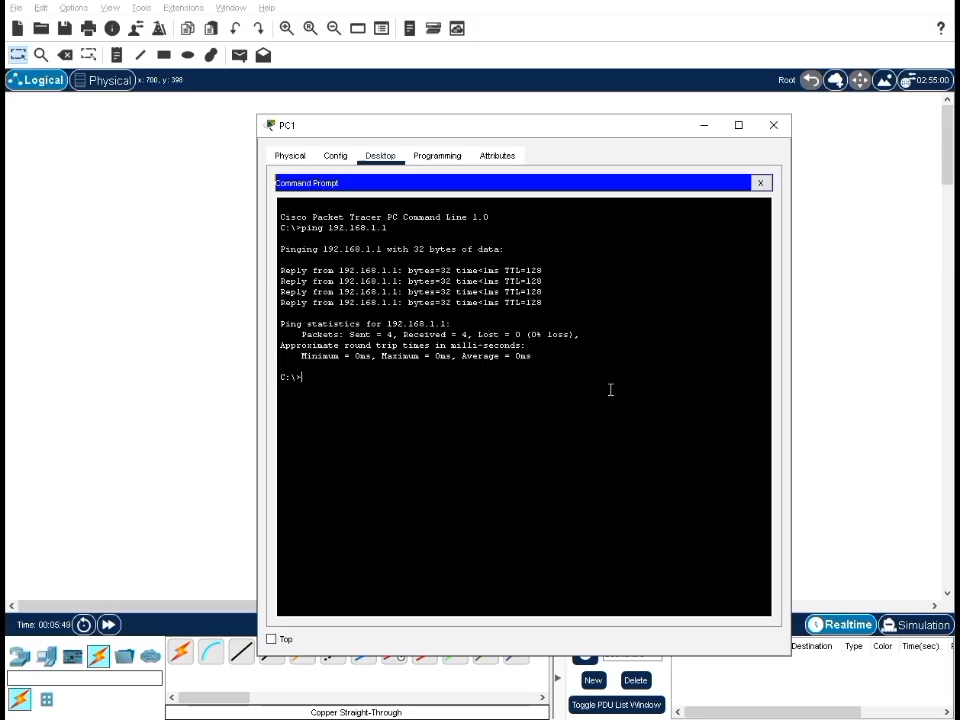 File Edit Options View Tools Extensions Window Help
Logical Physical x: 700, y: 398 Root 02:55:00
PC1
Physical Config Desktop Programming Attributes
Command Prompt X
Cisco Packet Tracer PC Command Line 1.0
C:\>ping 192.168.1.1
Pinging 192.168.1.1 with 32 bytes of data:
Reply from 192.168.1.1: bytes=32 time<1ms TTL=128
Reply from 192.168.1.1: bytes=32 time<1ms TTL=128
Reply from 192.168.1.1: bytes=32 time<1ms TTL=128
Reply from 192.168.1.1: bytes=32 time<1ms TTL=128
Ping statistics for 192.168.1.1:
Packets: Sent = 4, Received = 4, Lost = 0 (0% loss),
Approximate round trip times in milli-seconds:
Minimum = 0ms, Maximum = 0ms, Average = 0ms
C:\>
Time: 00:05:49 Realtime Simulation
Top
Destination Type Color Time(sec)
New Delete
Toggle PDU List Window
Copper Straight-Through